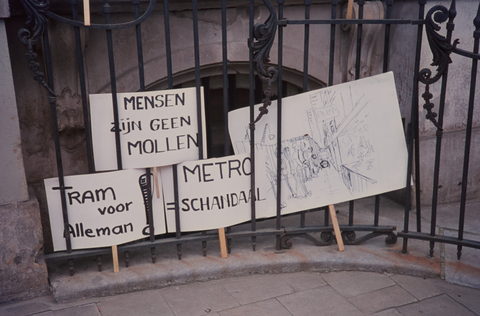 MENSEN
zijn GEEN
MOLLEN
TRAM
voor
Alleman
METRO
= SCHANDAAL